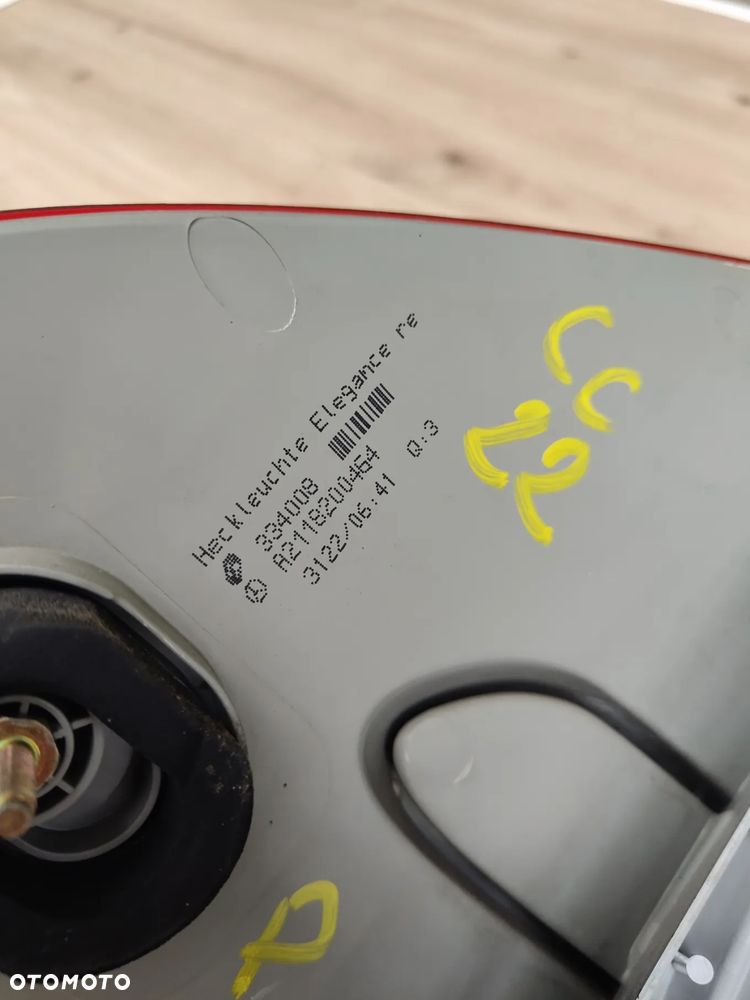 Heckleuchte Elegance re
334008
A2118200464
3122/06:41 Q:3
CC
22
P
OTOMOTO